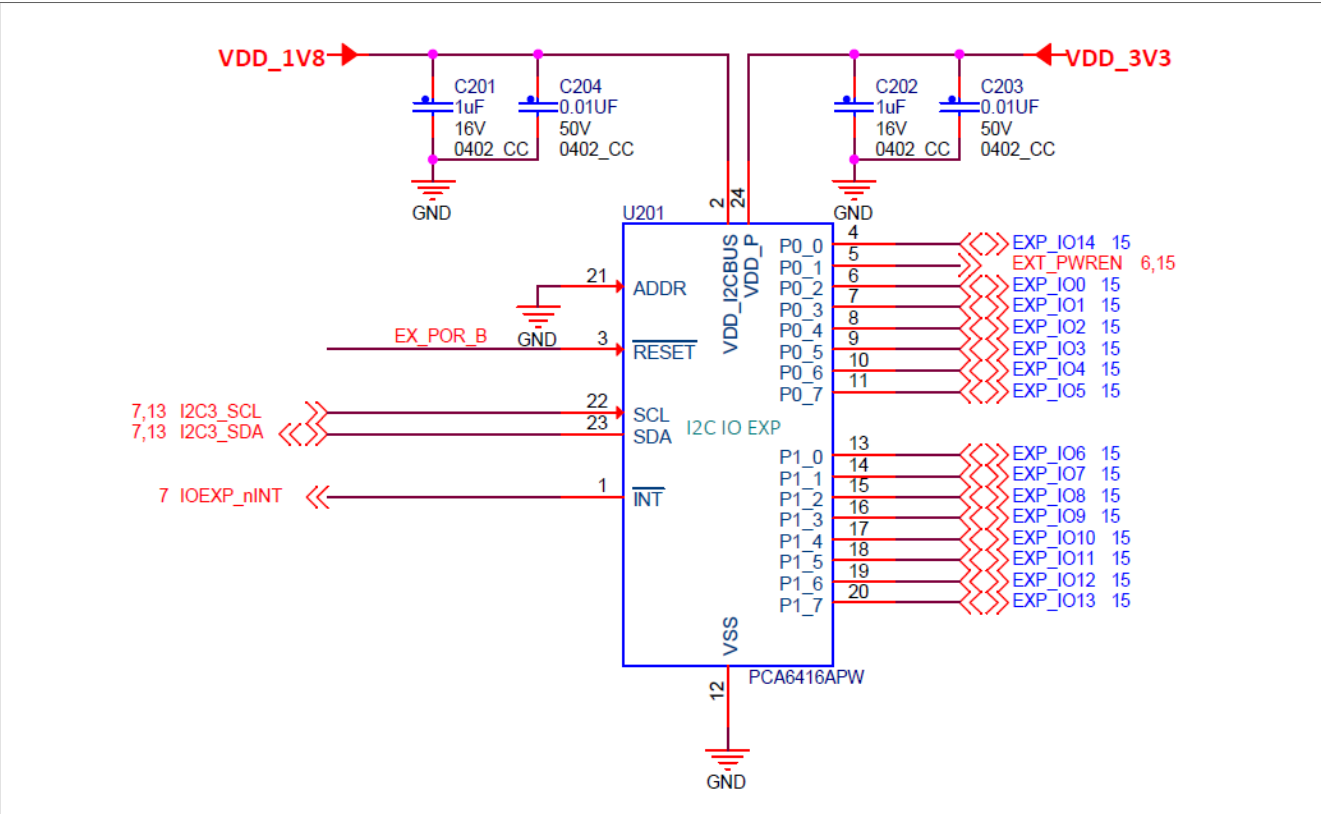 VDD_1V8
VDD_3V3
C201
1uF
16V
0402_CC
C204
0.01UF
50V
0402_CC
C202
1uF
16V
0402_CC
C203
0.01UF
50V
0402_CC
GND
GND
U201
2
24
VDD_I2CBUS
VDD_P
21 ADDR
GND
EX_POR_B 3 RESET
7,13 I2C3_SCL 22 SCL
7,13 I2C3_SDA 23 SDA
I2C IO EXP
7 IOEXP_nINT 1 INT
P0_0 4 EXP_IO14 15
P0_1 5 EXT_PWREN 6,15
P0_2 6 EXP_IO0 15
P0_3 7 EXP_IO1 15
P0_4 8 EXP_IO2 15
P0_5 9 EXP_IO3 15
P0_6 10 EXP_IO4 15
P0_7 11 EXP_IO5 15
P1_0 13 EXP_IO6 15
P1_1 14 EXP_IO7 15
P1_2 15 EXP_IO8 15
P1_3 16 EXP_IO9 15
P1_4 17 EXP_IO10 15
P1_5 18 EXP_IO11 15
P1_6 19 EXP_IO12 15
P1_7 20 EXP_IO13 15
VSS
PCA6416APW
12
GND